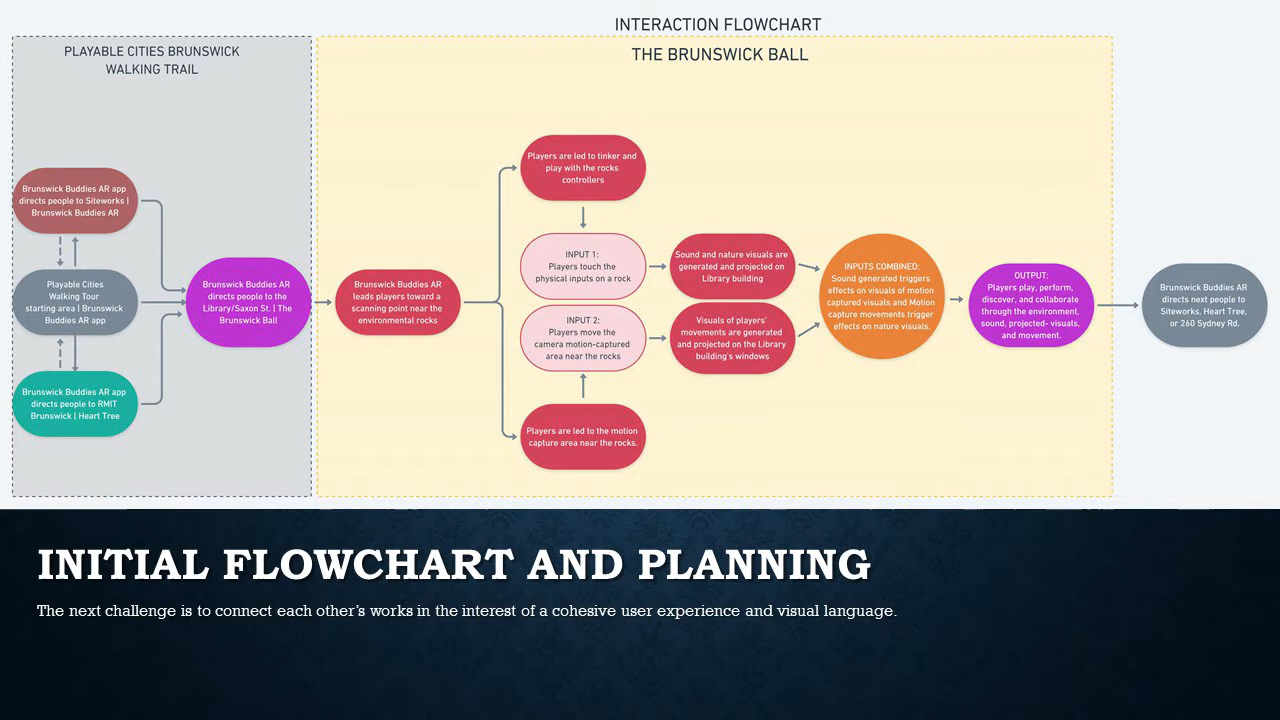 INTERACTION FLOWCHART
PLAYABLE CITIES BRUNSWICK
WALKING TRAIL
THE BRUNSWICK BALL
Brunswick Buddies AR app
directs people to Siteworks |
Brunswick Buddies AR
Playable Cities
Walking Tour
starting area | Brunswick
Buddies AR app
Brunswick Buddies AR app
directs people to RMIT
Brunswick | Heart Tree
Brunswick Buddies AR
directs people to the
Library/Saxon St. | The
Brunswick Ball
Brunswick Buddies AR
leads players toward a
scanning point near the
environmental rocks
Players are led to tinker and
play with the rocks
controllers
INPUT 1:
Players touch the
physical inputs on a rock
INPUT 2:
Players move the
camera motion-captured
area near the rocks
Players are led to the motion
capture area near the rocks.
Sound and nature visuals are
generated and projected on
Library building
Visuals of players'
movements are generated
and projected on the Library
building's windows
INPUTS COMBINED:
Sound generated triggers
effects on visuals of motion
captured visuals and Motion
capture movements trigger
effects on nature visuals.
OUTPUT:
Players play, perform,
discover, and collaborate
through the environment,
sound, projected- visuals,
and movement.
Brunswick Buddies AR
directs next people to
Siteworks, Heart Tree,
or 260 Sydney Rd.
INITIAL FLOWCHART AND PLANNING
The next challenge is to connect each other's works in the interest of a cohesive user experience and visual language.